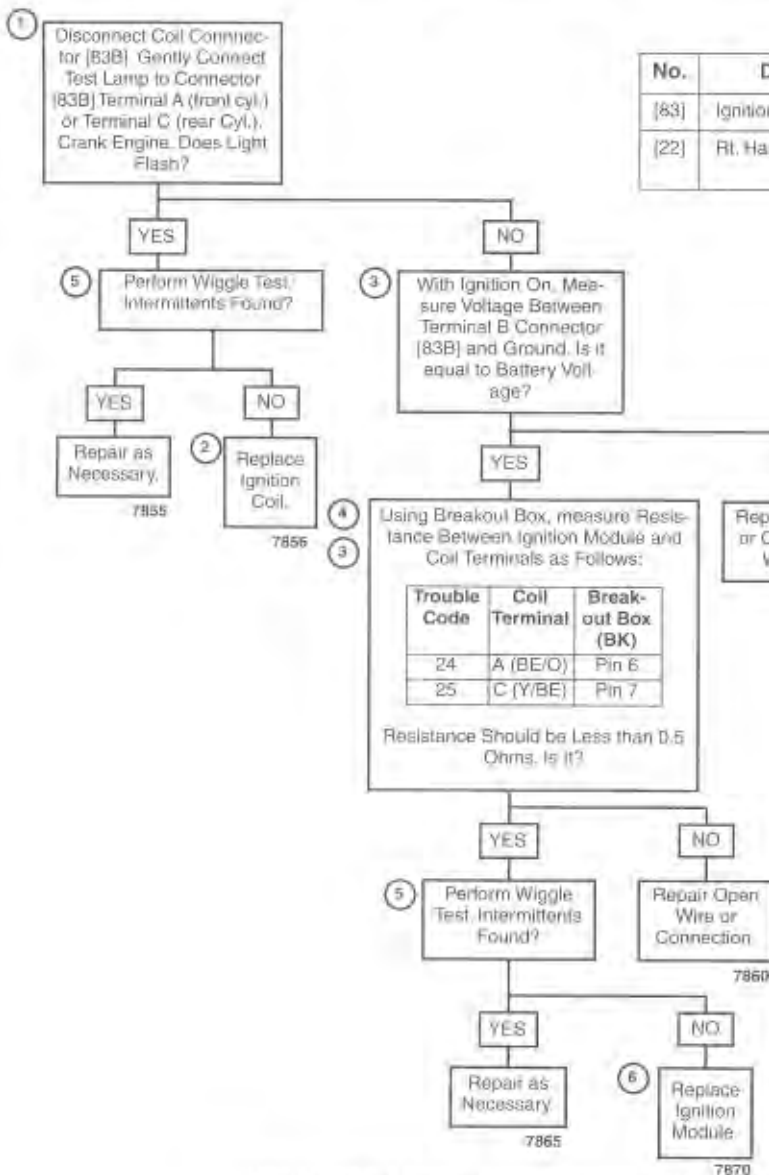 1
Disconnect Coil Connnec-
tor [83B] Gently Connect
Test Lamp to Connector
[83B] Terminal A (front cyl.)
or Terminal C (rear Cyl.).
Crank Engine. Does Light
Flash?
No.
[83]
Ignition
[22]
Rt. Ha
YES
NO
5
Perform Wiggle Test.
Intermittents Found?
3
With Ignition On, Mea-
sure Voltage Between
Terminal B Connector
[83B] and Ground. Is it
equal to Battery Volt-
age?
YES
NO
Repair as
Necessary.
7855
2
Replace
Ignition
Coil.
7856
YES
4
3
Using Breakout Box, measure Resis-
tance Between Ignition Module and
Coil Terminals as Follows:
Trouble Code
Coil Terminal
Break-
out Box
(BK)
24
A (BE/O)
Pin 6
25
C (Y/BE)
Pin 7
Resistance Should be Less than 0.5
Ohms. Is it?
Rep
or C
YES
NO
5
Perform Wiggle
Test. Intermittents
Found?
Repair Open
Wire or
Connection
7860
YES
NO
Repair as
Necessary
7865
6
Replace
Ignition
Module
7870